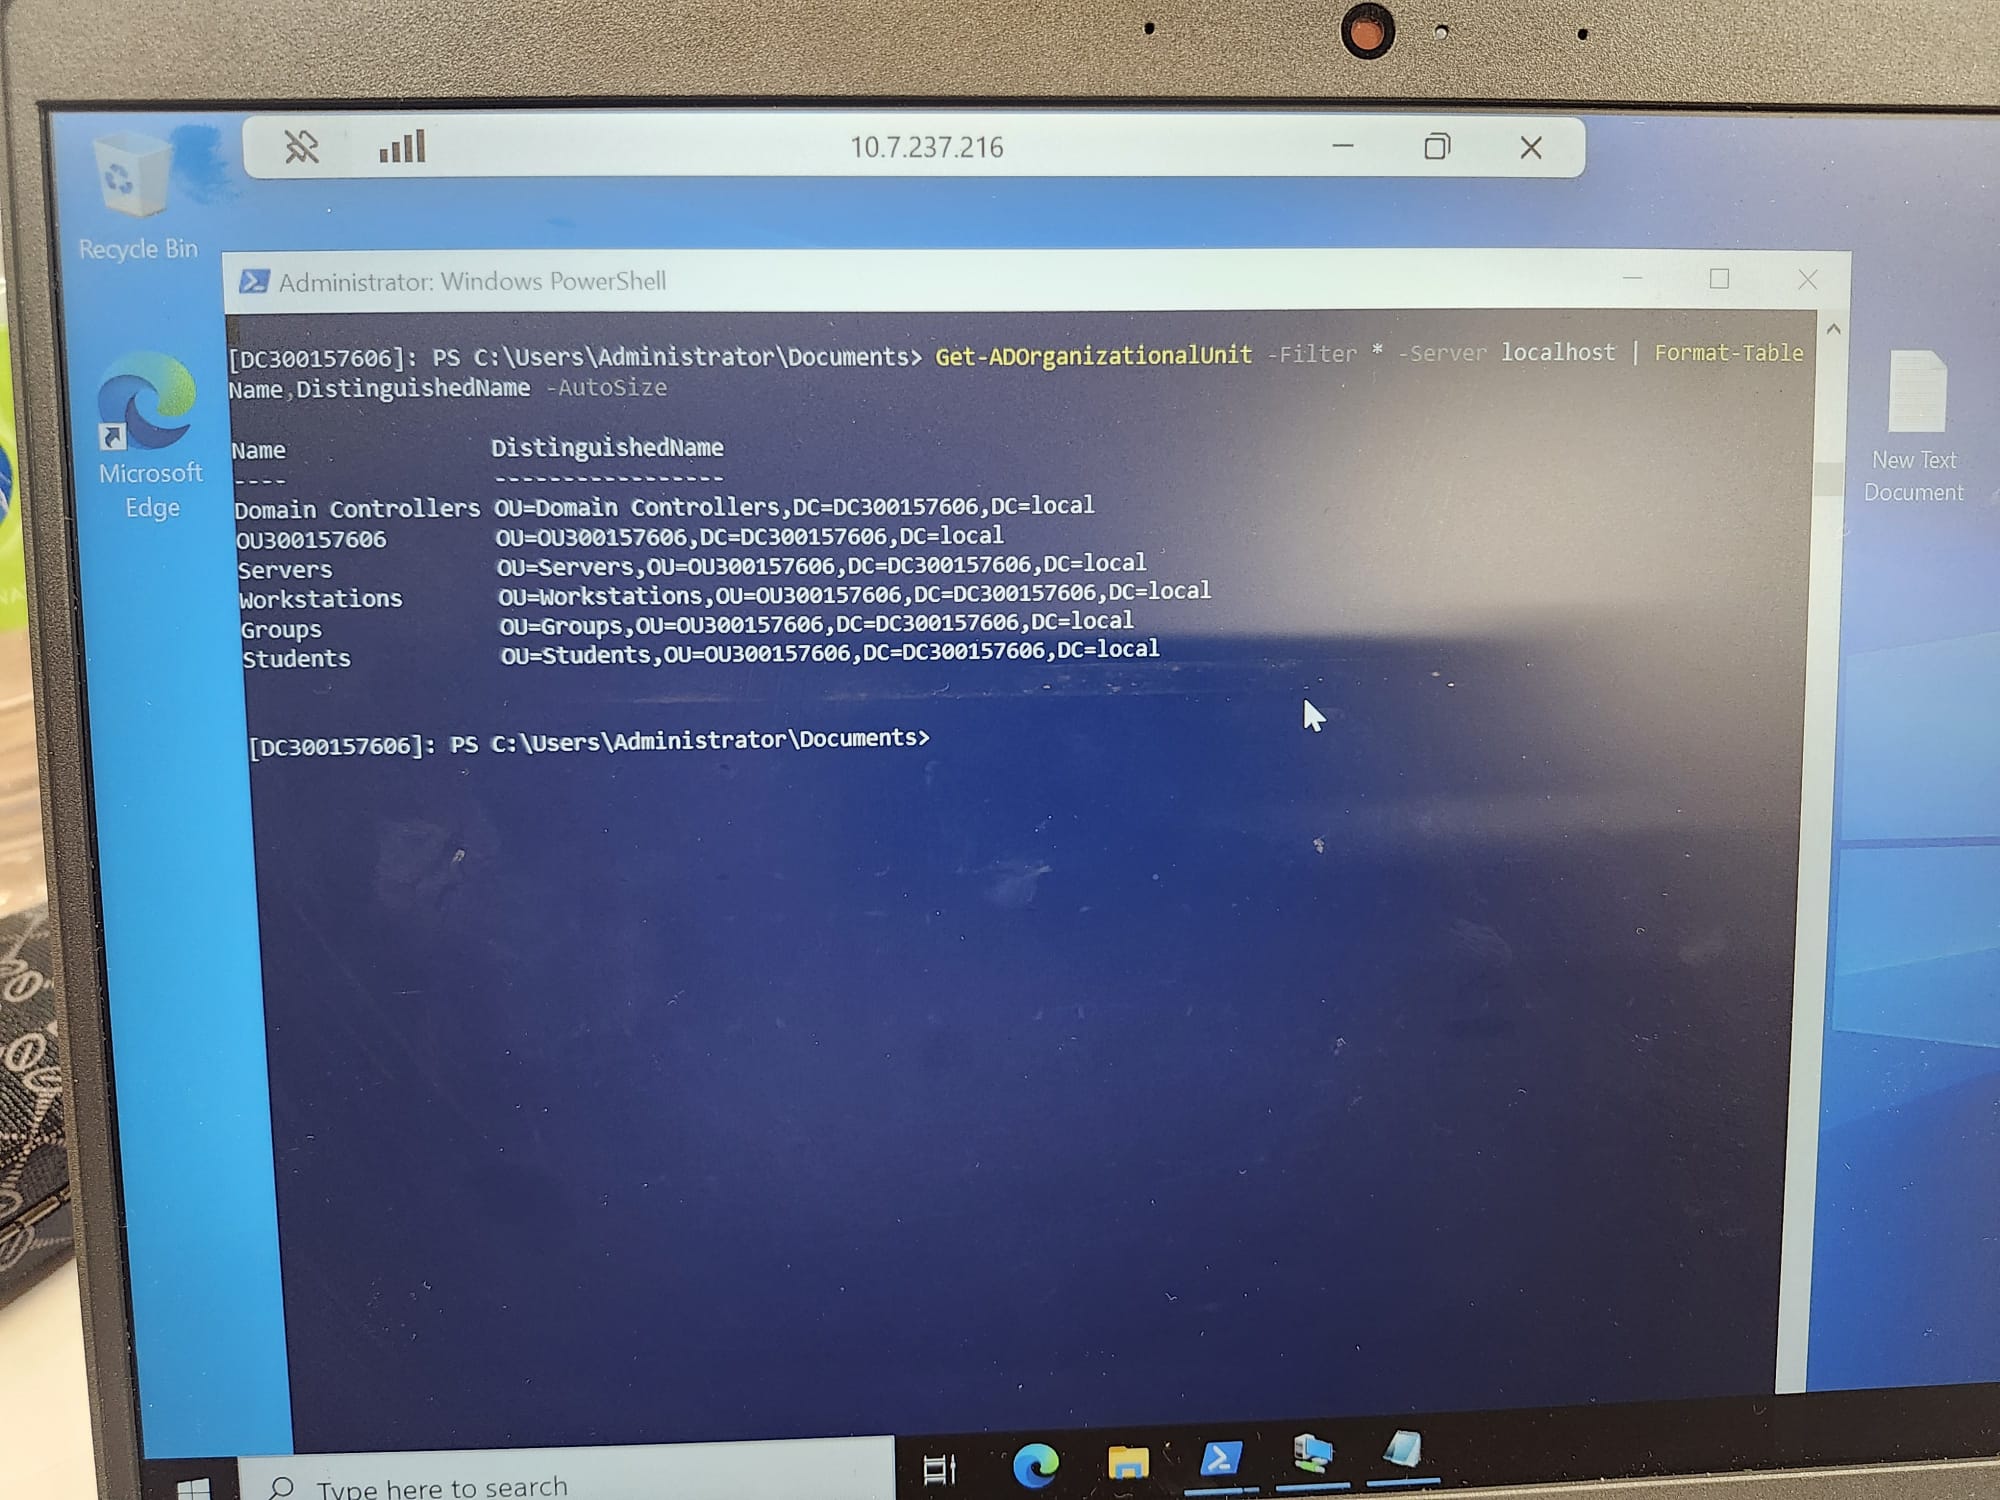 10.7.237.216
Recycle Bin
Administrator: Windows PowerShell
[DC300157606]: PS C:\Users\Administrator\Documents> Get-ADOrganizationalUnit -Filter * -Server localhost | Format-Table
Name,DistinguishedName -AutoSize
Name DistinguishedName
---- -----------------
Domain Controllers OU=Domain Controllers,DC=DC300157606,DC=local
OU300157606 OU=OU300157606,DC=DC300157606,DC=local
Servers OU=Servers,OU=OU300157606,DC=DC300157606,DC=local
Workstations OU=Workstations,OU=OU300157606,DC=DC300157606,DC=local
Groups OU=Groups,OU=OU300157606,DC=DC300157606,DC=local
Students OU=Students,OU=OU300157606,DC=DC300157606,DC=local
[DC300157606]: PS C:\Users\Administrator\Documents>
Microsoft
Edge
New Text
Document
Type here to search